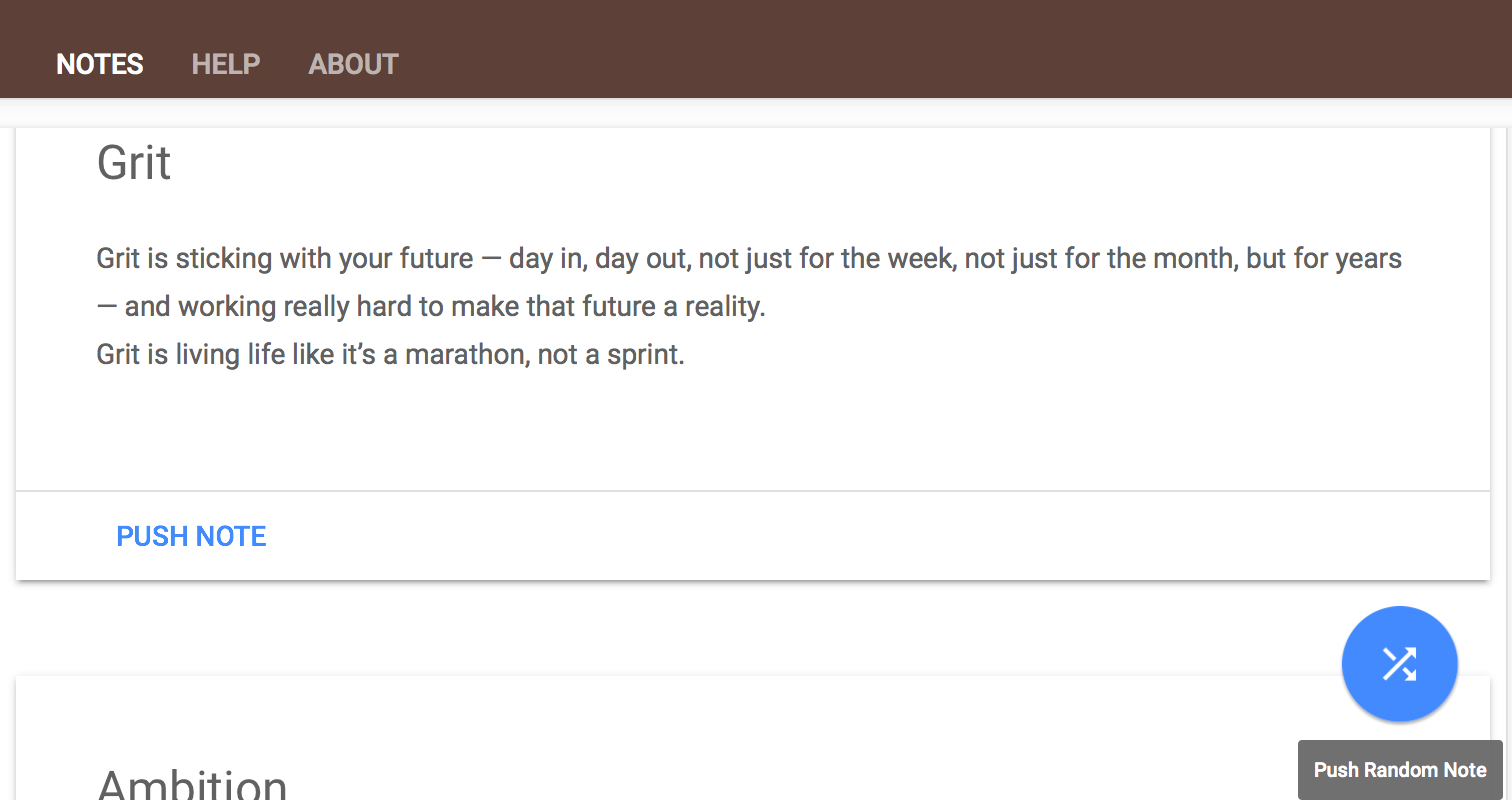 NOTES HELP ABOUT
Grit
Grit is sticking with your future — day in, day out, not just for the week, not just for the month, but for years
— and working really hard to make that future a reality.
Grit is living life like it’s a marathon, not a sprint.
PUSH NOTE
Ambition
Push Random Note